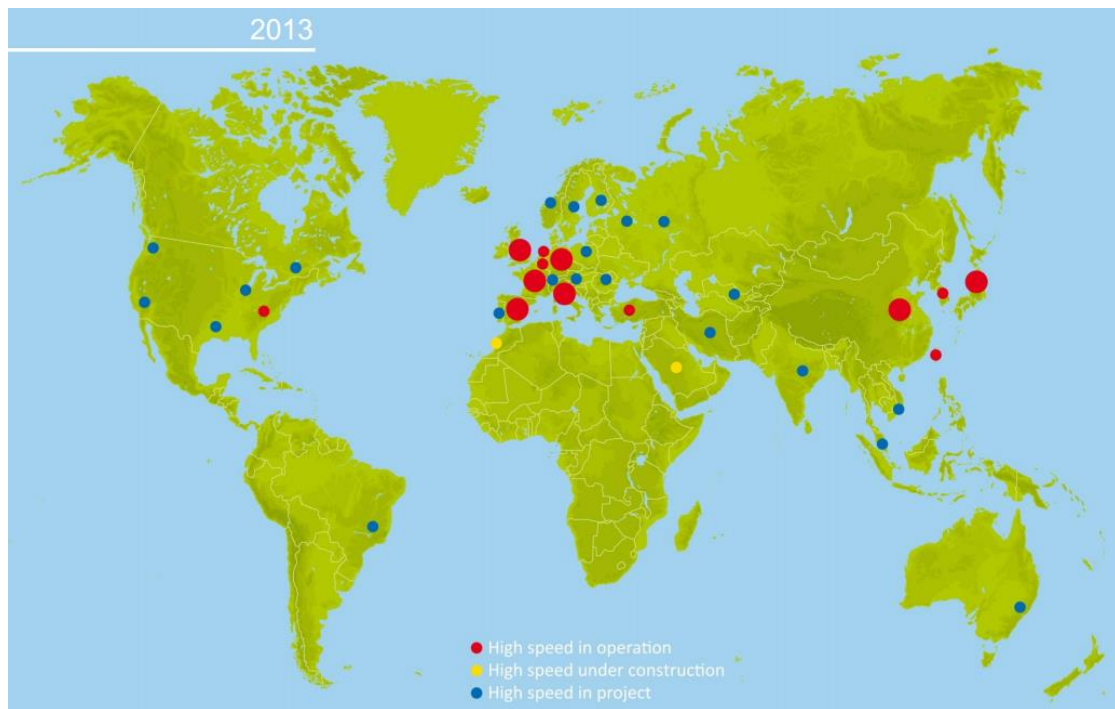 2013
High speed in operation
High speed under construction
High speed in project